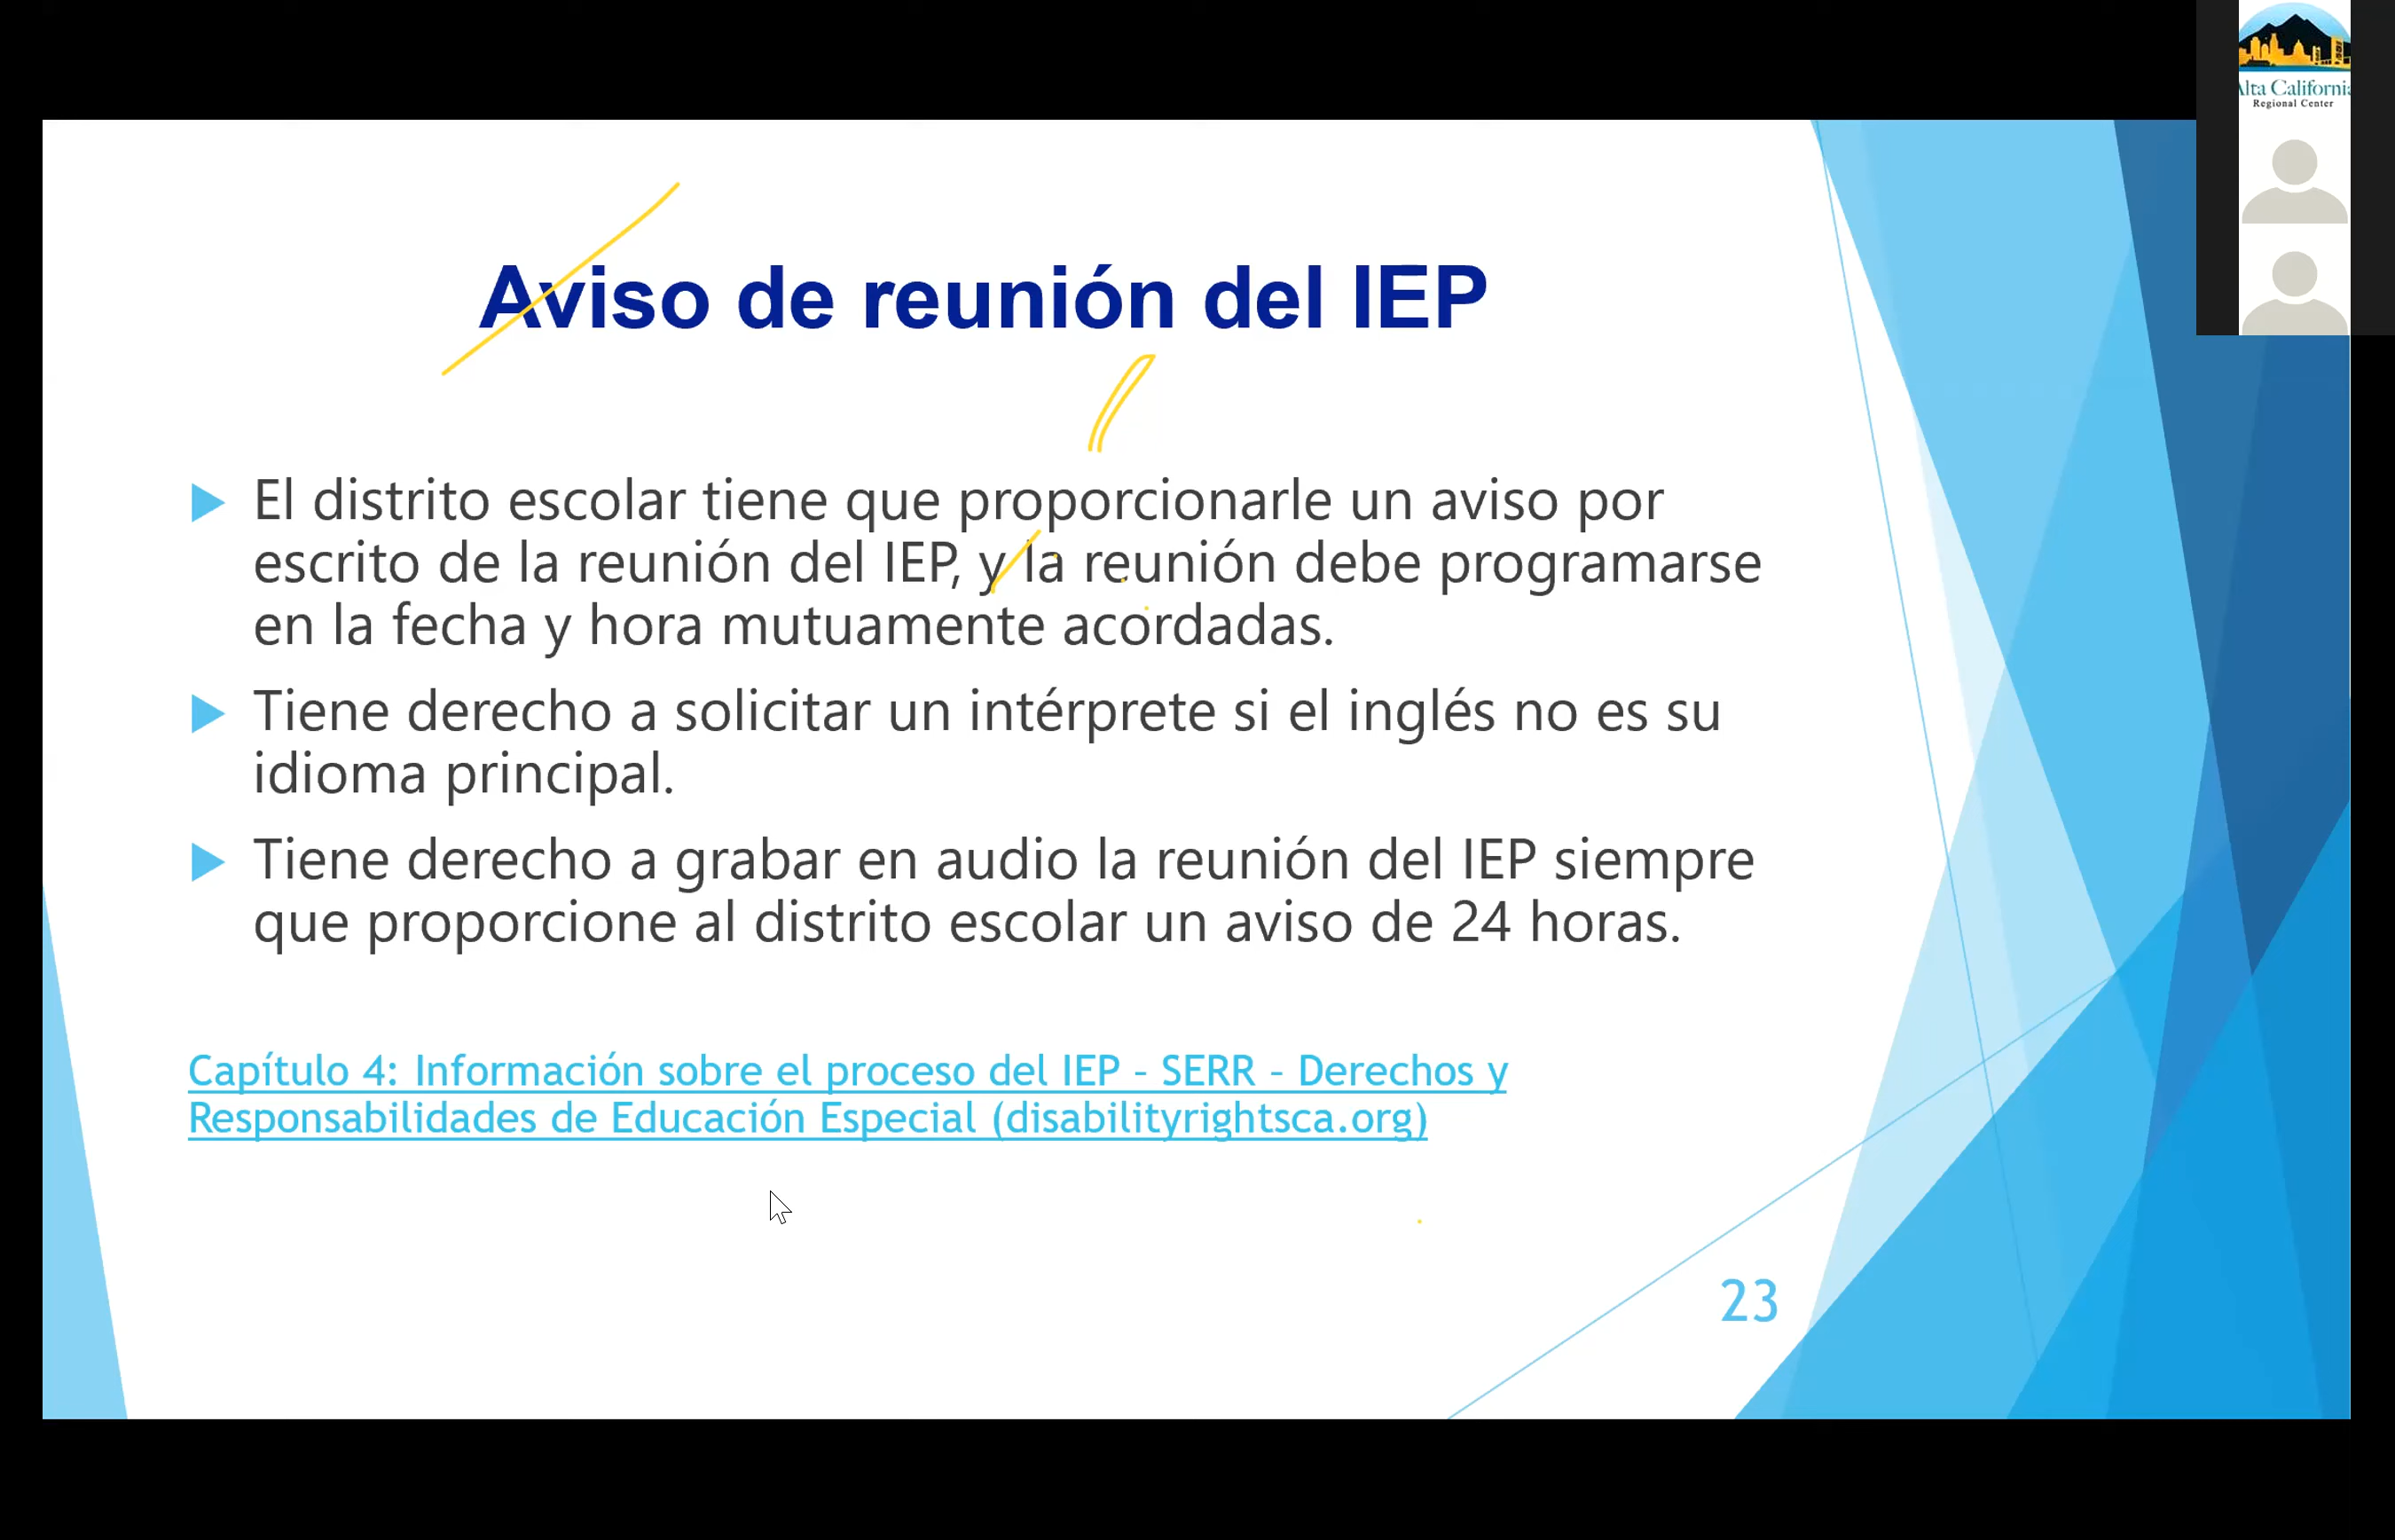 Alta California
Regional Center
Aviso de reunión del IEP
El distrito escolar tiene que proporcionarle un aviso por
escrito de la reunión del IEP, y la reunión debe programarse
en la fecha y hora mutuamente acordadas.
Tiene derecho a solicitar un intérprete si el inglés no es su
idioma principal.
Tiene derecho a grabar en audio la reunión del IEP siempre
que proporcione al distrito escolar un aviso de 24 horas.
Capítulo 4: Información sobre el proceso del IEP - SERR - Derechos y
Responsabilidades de Educación Especial (disabilityrightsca.org)
23